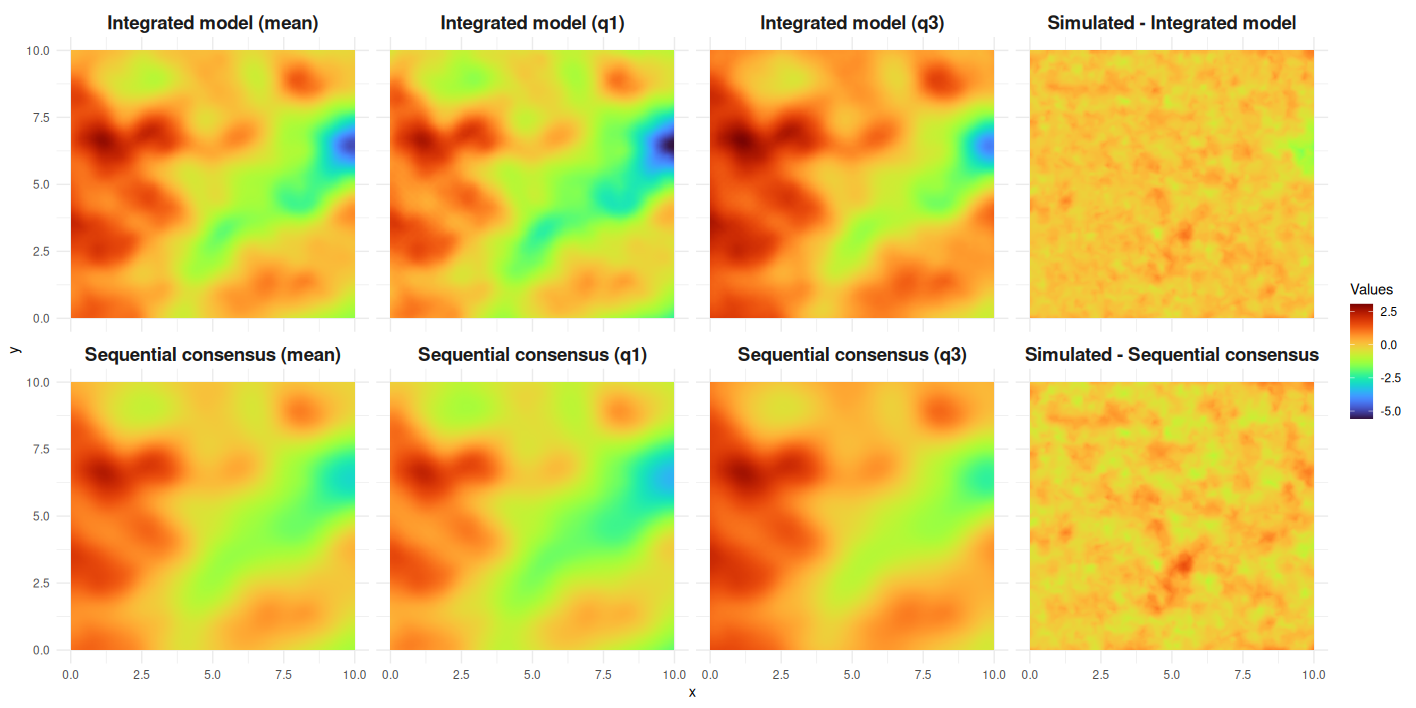 Integrated model (mean) Integrated model (q1) Integrated model (q3) Simulated - Integrated model
10.0
7.5
5.0
2.5
0.0
Values
2.5
0.0
-2.5
-5.0
y
Sequential consensus (mean) Sequential consensus (q1) Sequential consensus (q3) Simulated - Sequential consensus
10.0
7.5
5.0
2.5
0.0
0.0 2.5 5.0 7.5 10.0 0.0 2.5 5.0 7.5 10.0 0.0 2.5 5.0 7.5 10.0 0.0 2.5 5.0 7.5 10.0
x